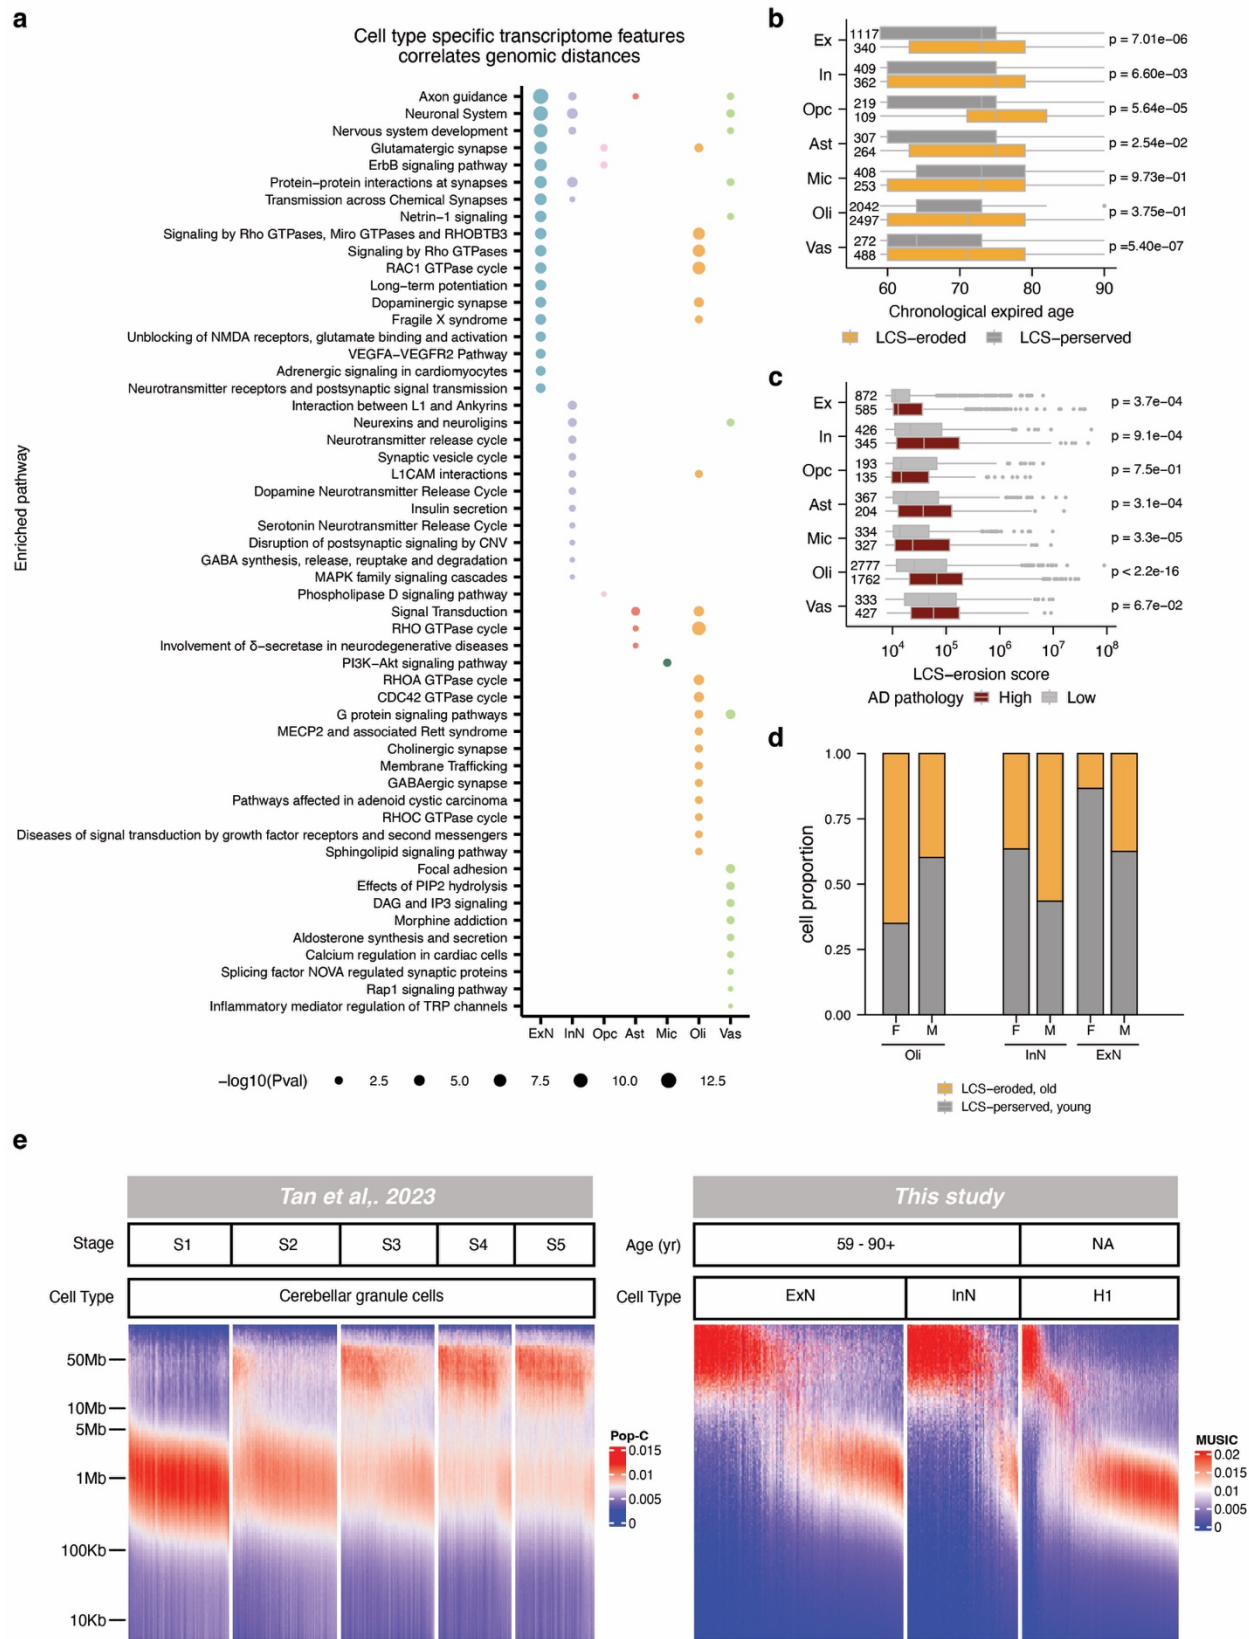 a
Cell type specific transcriptome features
correlates genomic distances
Enriched pathway
Axon guidance
Neuronal System
Nervous system development
Glutamatergic synapse
ErbB signaling pathway
Protein−protein interactions at synapses
Transmission across Chemical Synapses
Netrin−1 signaling
Signaling by Rho GTPases, Miro GTPases and RHOBTB3
Signaling by Rho GTPases
RAC1 GTPase cycle
Long−term potentiation
Dopaminergic synapse
Fragile X syndrome
Unblocking of NMDA receptors, glutamate binding and activation
VEGFA−VEGFR2 Pathway
Adrenergic signaling in cardiomyocytes
Neurotransmitter receptors and postsynaptic signal transmission
Interaction between L1 and Ankyrins
Neurexins and neuroligins
Neurotransmitter release cycle
Synaptic vesicle cycle
L1CAM interactions
Dopamine Neurotransmitter Release Cycle
Insulin secretion
Serotonin Neurotransmitter Release Cycle
Disruption of postsynaptic signaling by CNV
GABA synthesis, release, reuptake and degradation
MAPK family signaling cascades
Phospholipase D signaling pathway
Signal Transduction
RHO GTPase cycle
Involvement of δ−secretase in neurodegenerative diseases
PI3K−Akt signaling pathway
RHOA GTPase cycle
CDC42 GTPase cycle
G protein signaling pathways
MECP2 and associated Rett syndrome
Cholinergic synapse
Membrane Trafficking
GABAergic synapse
Pathways affected in adenoid cystic carcinoma
RHOC GTPase cycle
Diseases of signal transduction by growth factor receptors and second messengers
Sphingolipid signaling pathway
Focal adhesion
Effects of PIP2 hydrolysis
DAG and IP3 signaling
Morphine addiction
Aldosterone synthesis and secretion
Calcium regulation in cardiac cells
Splicing factor NOVA regulated synaptic proteins
Rap1 signaling pathway
Inflammatory mediator regulation of TRP channels
ExN InN Opc Ast Mic Oli Vas
−log10(Pval) 2.5 5.0 7.5 10.0 12.5
b
Ex 1117 340 p = 7.01e−06
In 409 362 p = 6.60e−03
Opc 219 109 p = 5.64e−05
Ast 307 264 p = 2.54e−02
Mic 408 253 p = 9.73e−01
Oli 2042 2497 p = 3.75e−01
Vas 272 488 p =5.40e−07
60 70 80 90
Chronological expired age
LCS−eroded LCS−perserved
c
Ex 872 585 p = 3.7e−04
In 426 345 p = 9.1e−04
Opc 193 135 p = 7.5e−01
Ast 367 204 p = 3.1e−04
Mic 334 327 p = 3.3e−05
Oli 2777 1762 p < 2.2e-16
Vas 333 427 p = 6.7e−02
10⁴ 10⁵ 10⁶ 10⁷ 10⁸
LCS−erosion score
AD pathology High Low
d
cell proportion
1.00
0.75
0.50
0.25
0.00
F M F M F M
Oli InN ExN
LCS−eroded, old
LCS−perserved, young
e
Tan et al,. 2023
Stage S1 S2 S3 S4 S5
Cell Type Cerebellar granule cells
50Mb
10Mb
5Mb
1Mb
100Kb
10Kb
Pop-C
0.015
0.01
0.005
0
This study
Age (yr) 59 - 90+ NA
Cell Type ExN InN H1
MUSIC
0.02
0.015
0.01
0.005
0